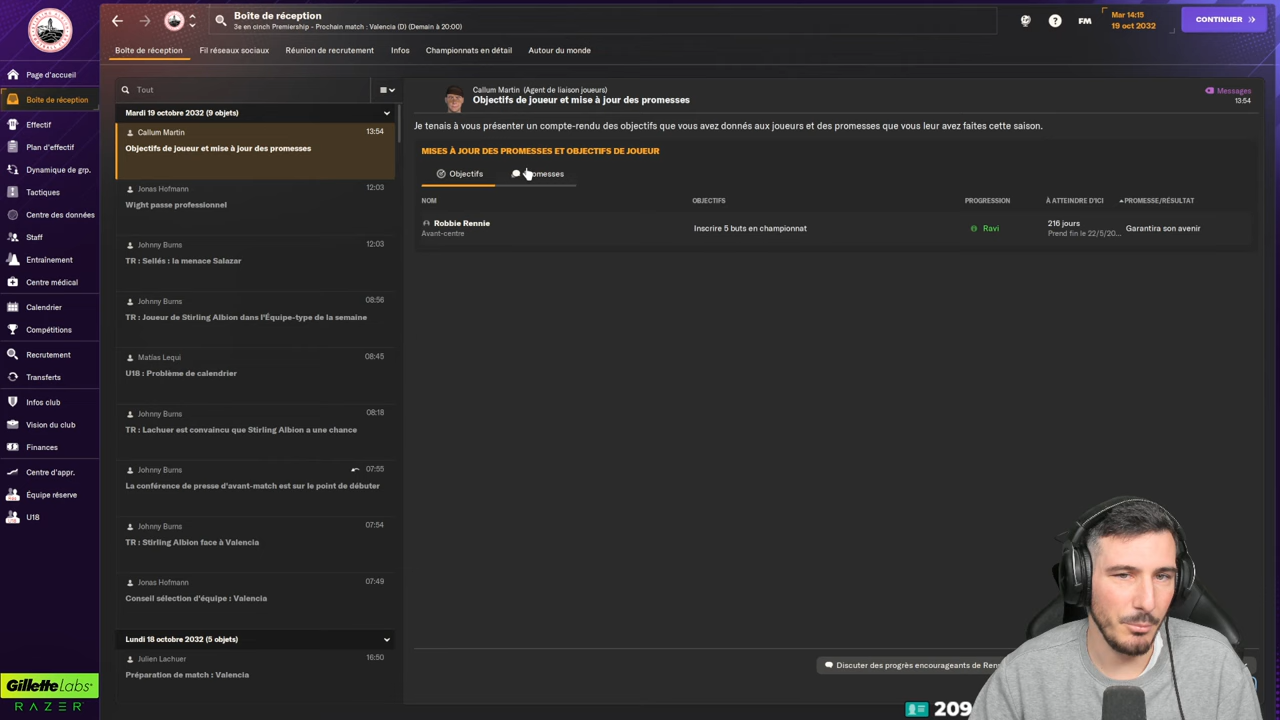 Boîte de réception
3e en cinch Premiership - Prochain match : Valencia (D) (Demain à 20:00)
FM
Mar 14:15
19 oct 2032
CONTINUER
Boîte de réception
Fil réseaux sociaux
Réunion de recrutement
Infos
Championnats en détail
Autour du monde
Page d'accueil
Boîte de réception
Effectif
Plan d'effectif
Dynamique de grp.
Tactiques
Centre des données
Staff
Entraînement
Centre médical
Calendrier
Compétitions
Recrutement
Transferts
Infos club
Vision du club
Finances
Centre d'appr.
Équipe réserve
U18
GilletteLabs
RAZER
Tout
Mardi 19 octobre 2032 (9 objets)
Callum Martin 13:54
Objectifs de joueur et mise à jour des promesses
Jonas Hofmann 12:03
Wight passe professionnel
Johnny Burns 12:03
TR : Sellés : la menace Salazar
Johnny Burns 08:56
TR : Joueur de Stirling Albion dans l'Équipe-type de la semaine
Matías Lequi 08:45
U18 : Problème de calendrier
Johnny Burns 08:18
TR : Lachuer est convaincu que Stirling Albion a une chance
Johnny Burns 07:55
La conférence de presse d'avant-match est sur le point de débuter
Johnny Burns 07:54
TR : Stirling Albion face à Valencia
Jonas Hofmann 07:49
Conseil sélection d'équipe : Valencia
Lundi 18 octobre 2032 (5 objets)
Julien Lachuer 16:50
Préparation de match : Valencia
Callum Martin (Agent de liaison joueurs)
Objectifs de joueur et mise à jour des promesses
Messages
13:54
Je tenais à vous présenter un compte-rendu des objectifs que vous avez donnés aux joueurs et des promesses que vous leur avez faites cette saison.
MISES À JOUR DES PROMESSES ET OBJECTIFS DE JOUEUR
Objectifs
NOM OBJECTIFS PROGRESSION À ATTEINDRE D'ICI PROMESSE/RÉSULTAT
Robbie Rennie
Avant-centre
Inscrire 5 buts en championnat
Ravi
216 jours
Prend fin le 22/5/20...
Garantira son avenir
Discuter des progrès encourageants de
209